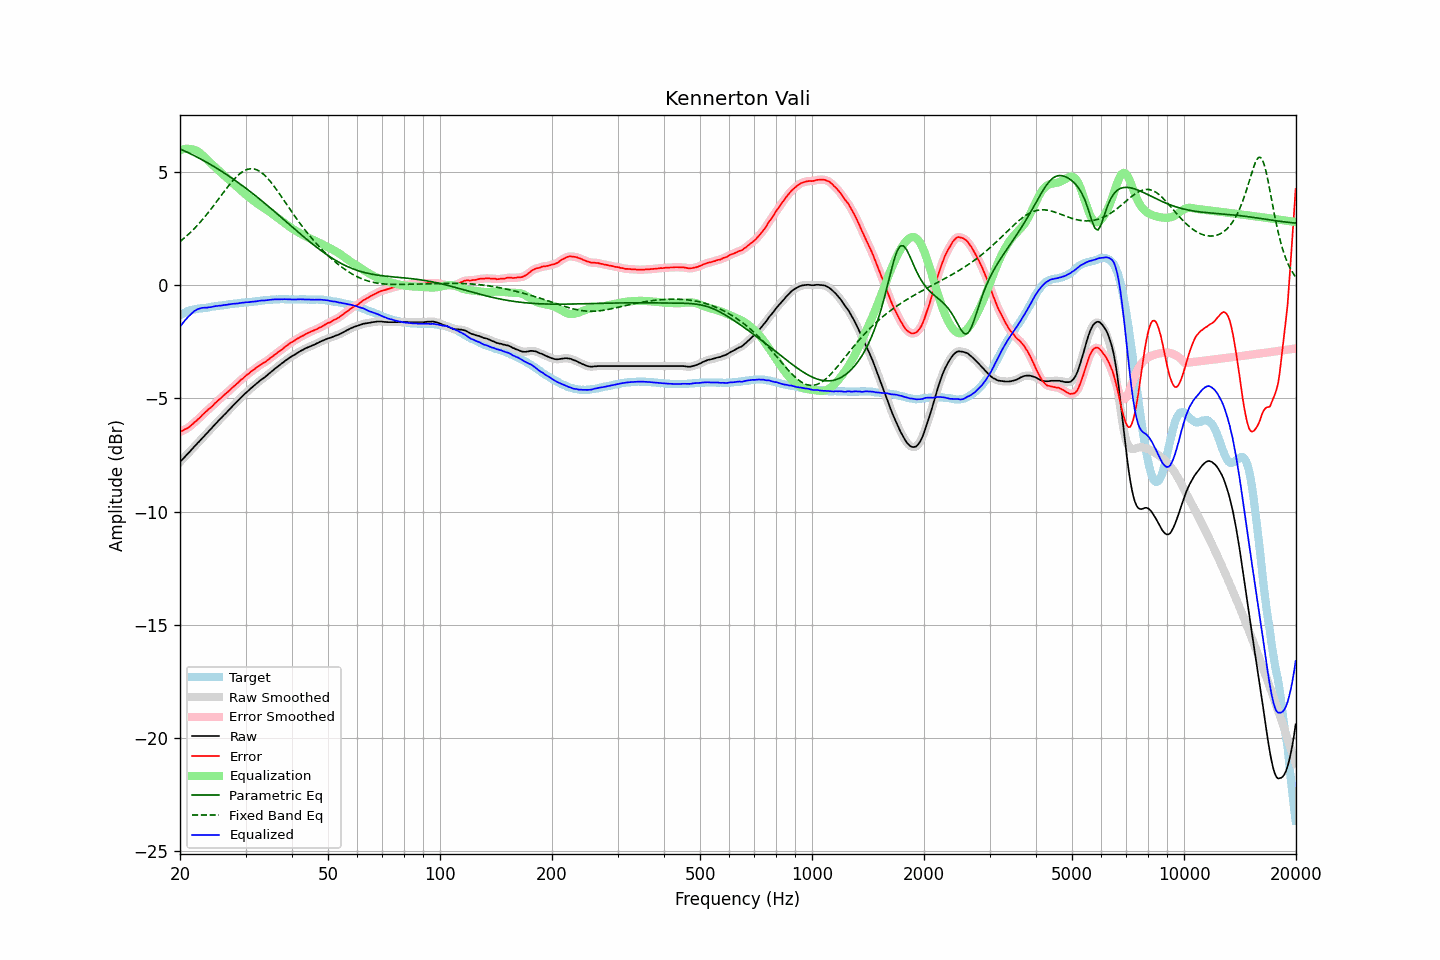 Kennerton Vali
5
0
−5
−10
−15
−20
−25
Amplitude (dBr)
Target
Raw Smoothed
Error Smoothed
Raw
Error
Equalization
Parametric Eq
Fixed Band Eq
Equalized
20 50 100 200 500 1000 2000 5000 10000 20000
Frequency (Hz)